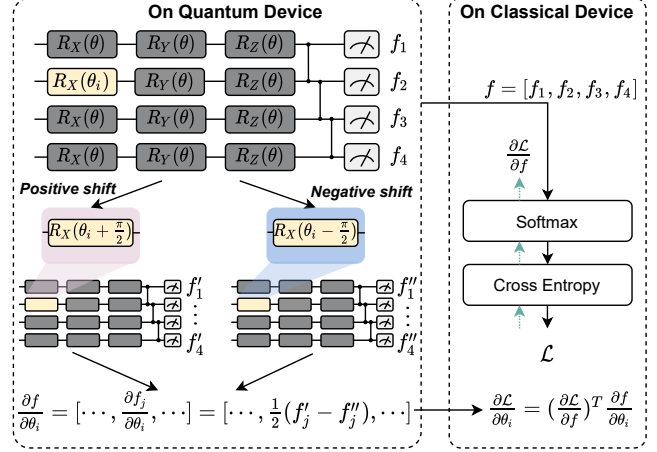 On Quantum Device
R_X(θ) R_Y(θ) R_Z(θ) f_1
R_X(θ_i) R_Y(θ) R_Z(θ) f_2
R_X(θ) R_Y(θ) R_Z(θ) f_3
R_X(θ) R_Y(θ) R_Z(θ) f_4
Positive shift
Negative shift
R_X(θ_i + π/2)
R_X(θ_i − π/2)
f′_1
⋮
f′_4
f″_1
⋮
f″_4
∂f/∂θ_i = [⋯, ∂f_j/∂θ_i, ⋯] = [⋯, 1/2(f′_j − f″_j), ⋯]
On Classical Device
f = [f_1, f_2, f_3, f_4]
∂ℒ/∂f
Softmax
Cross Entropy
ℒ
∂ℒ/∂θ_i = (∂ℒ/∂f)^T ∂f/∂θ_i